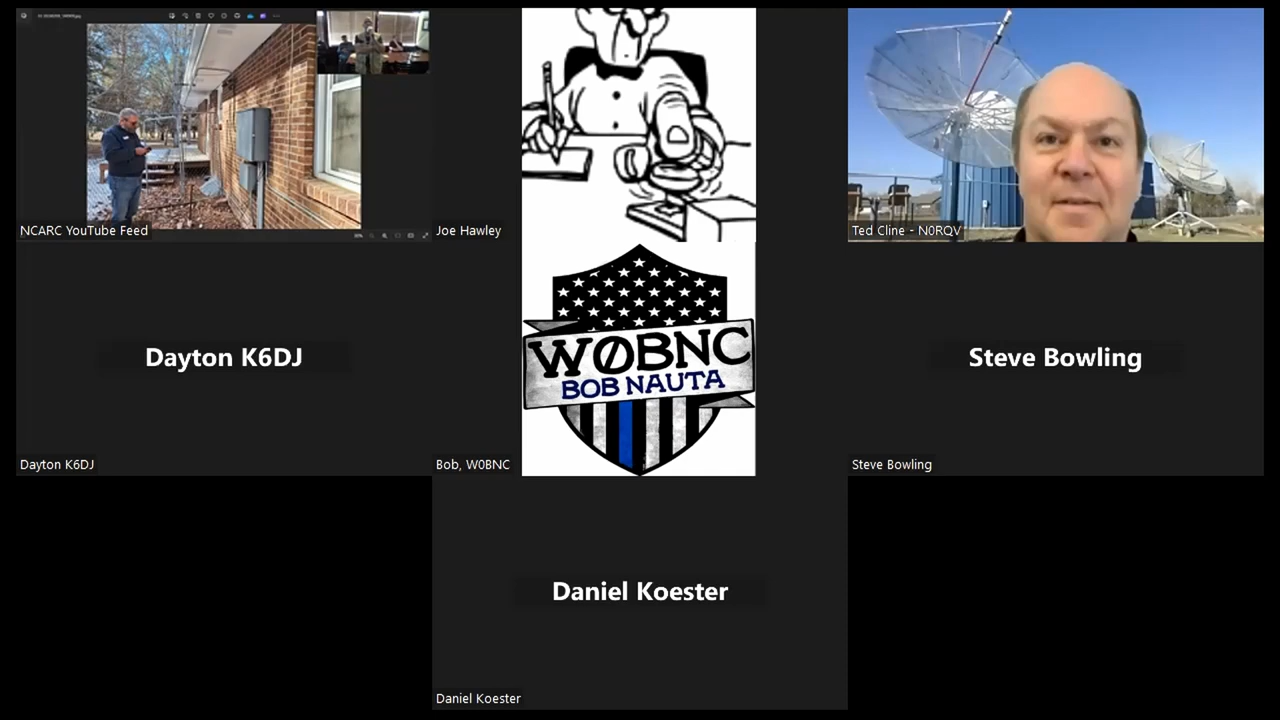 NCARC YouTube Feed
Joe Hawley
Ted Cline - N0RQV
Dayton K6DJ
WØBNC
BOB NAUTA
Steve Bowling
Dayton K6DJ
Bob, W0BNC
Steve Bowling
Daniel Koester
Daniel Koester